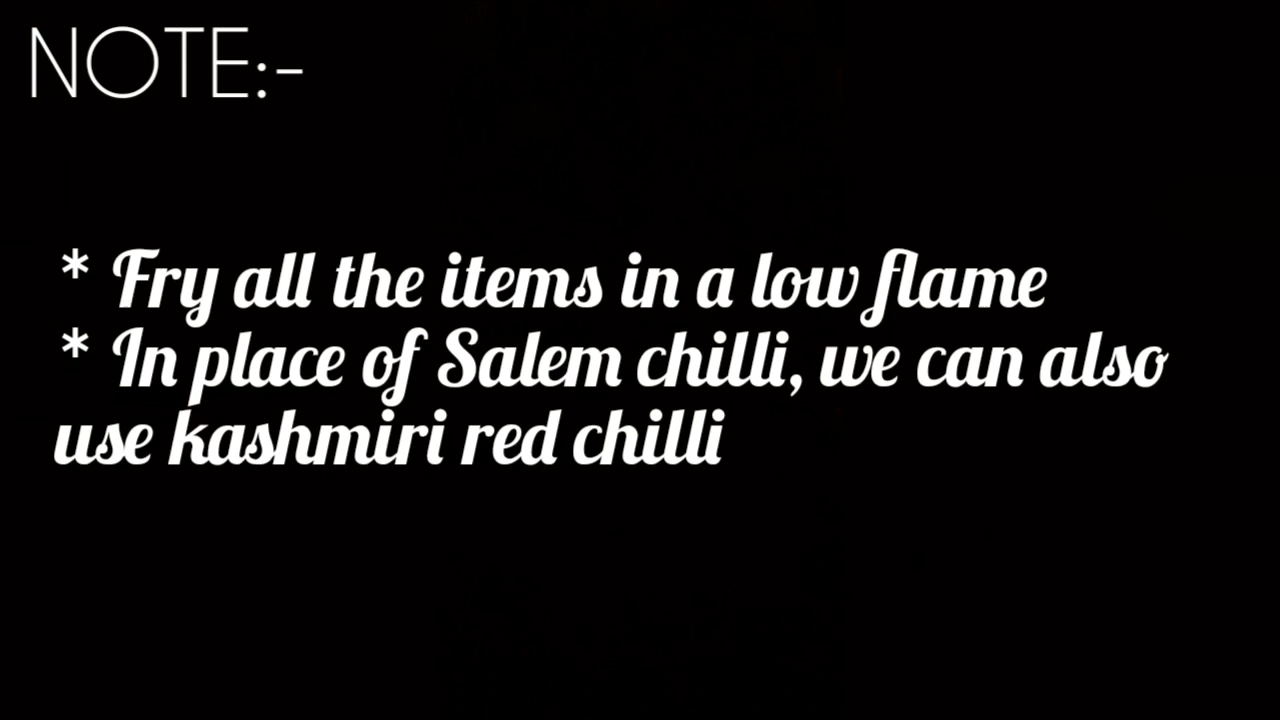 NOTE:-
* Fry all the items in a low flame
* In place of Salem chilli, we can also
use kashmiri red chilli